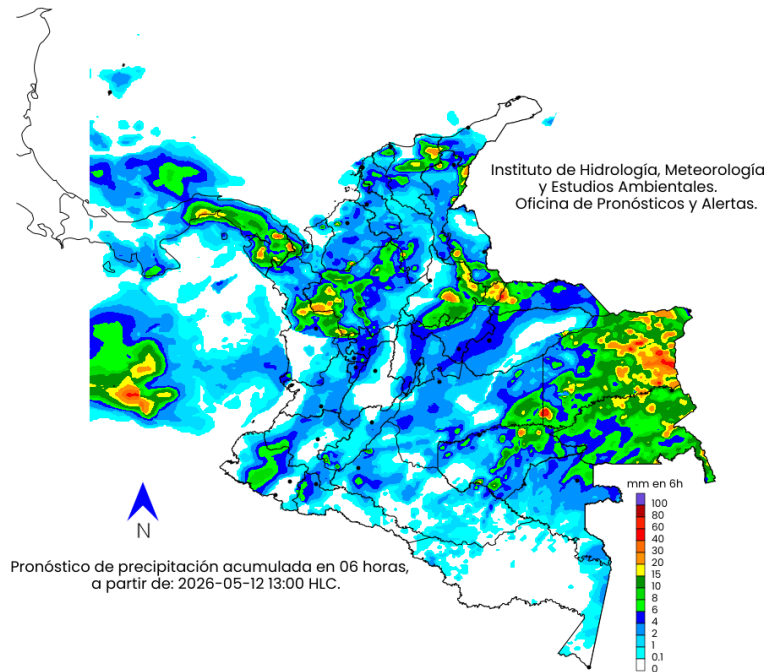 Instituto de Hidrología, Meteorología
y Estudios Ambientales.
Oficina de Pronósticos y Alertas.
mm en 6h
100
80
60
40
30
20
15
10
8
6
4
2
1
0.1
0
N
Pronóstico de precipitación acumulada en 06 horas,
a partir de: 2026-05-12 13:00 HLC.